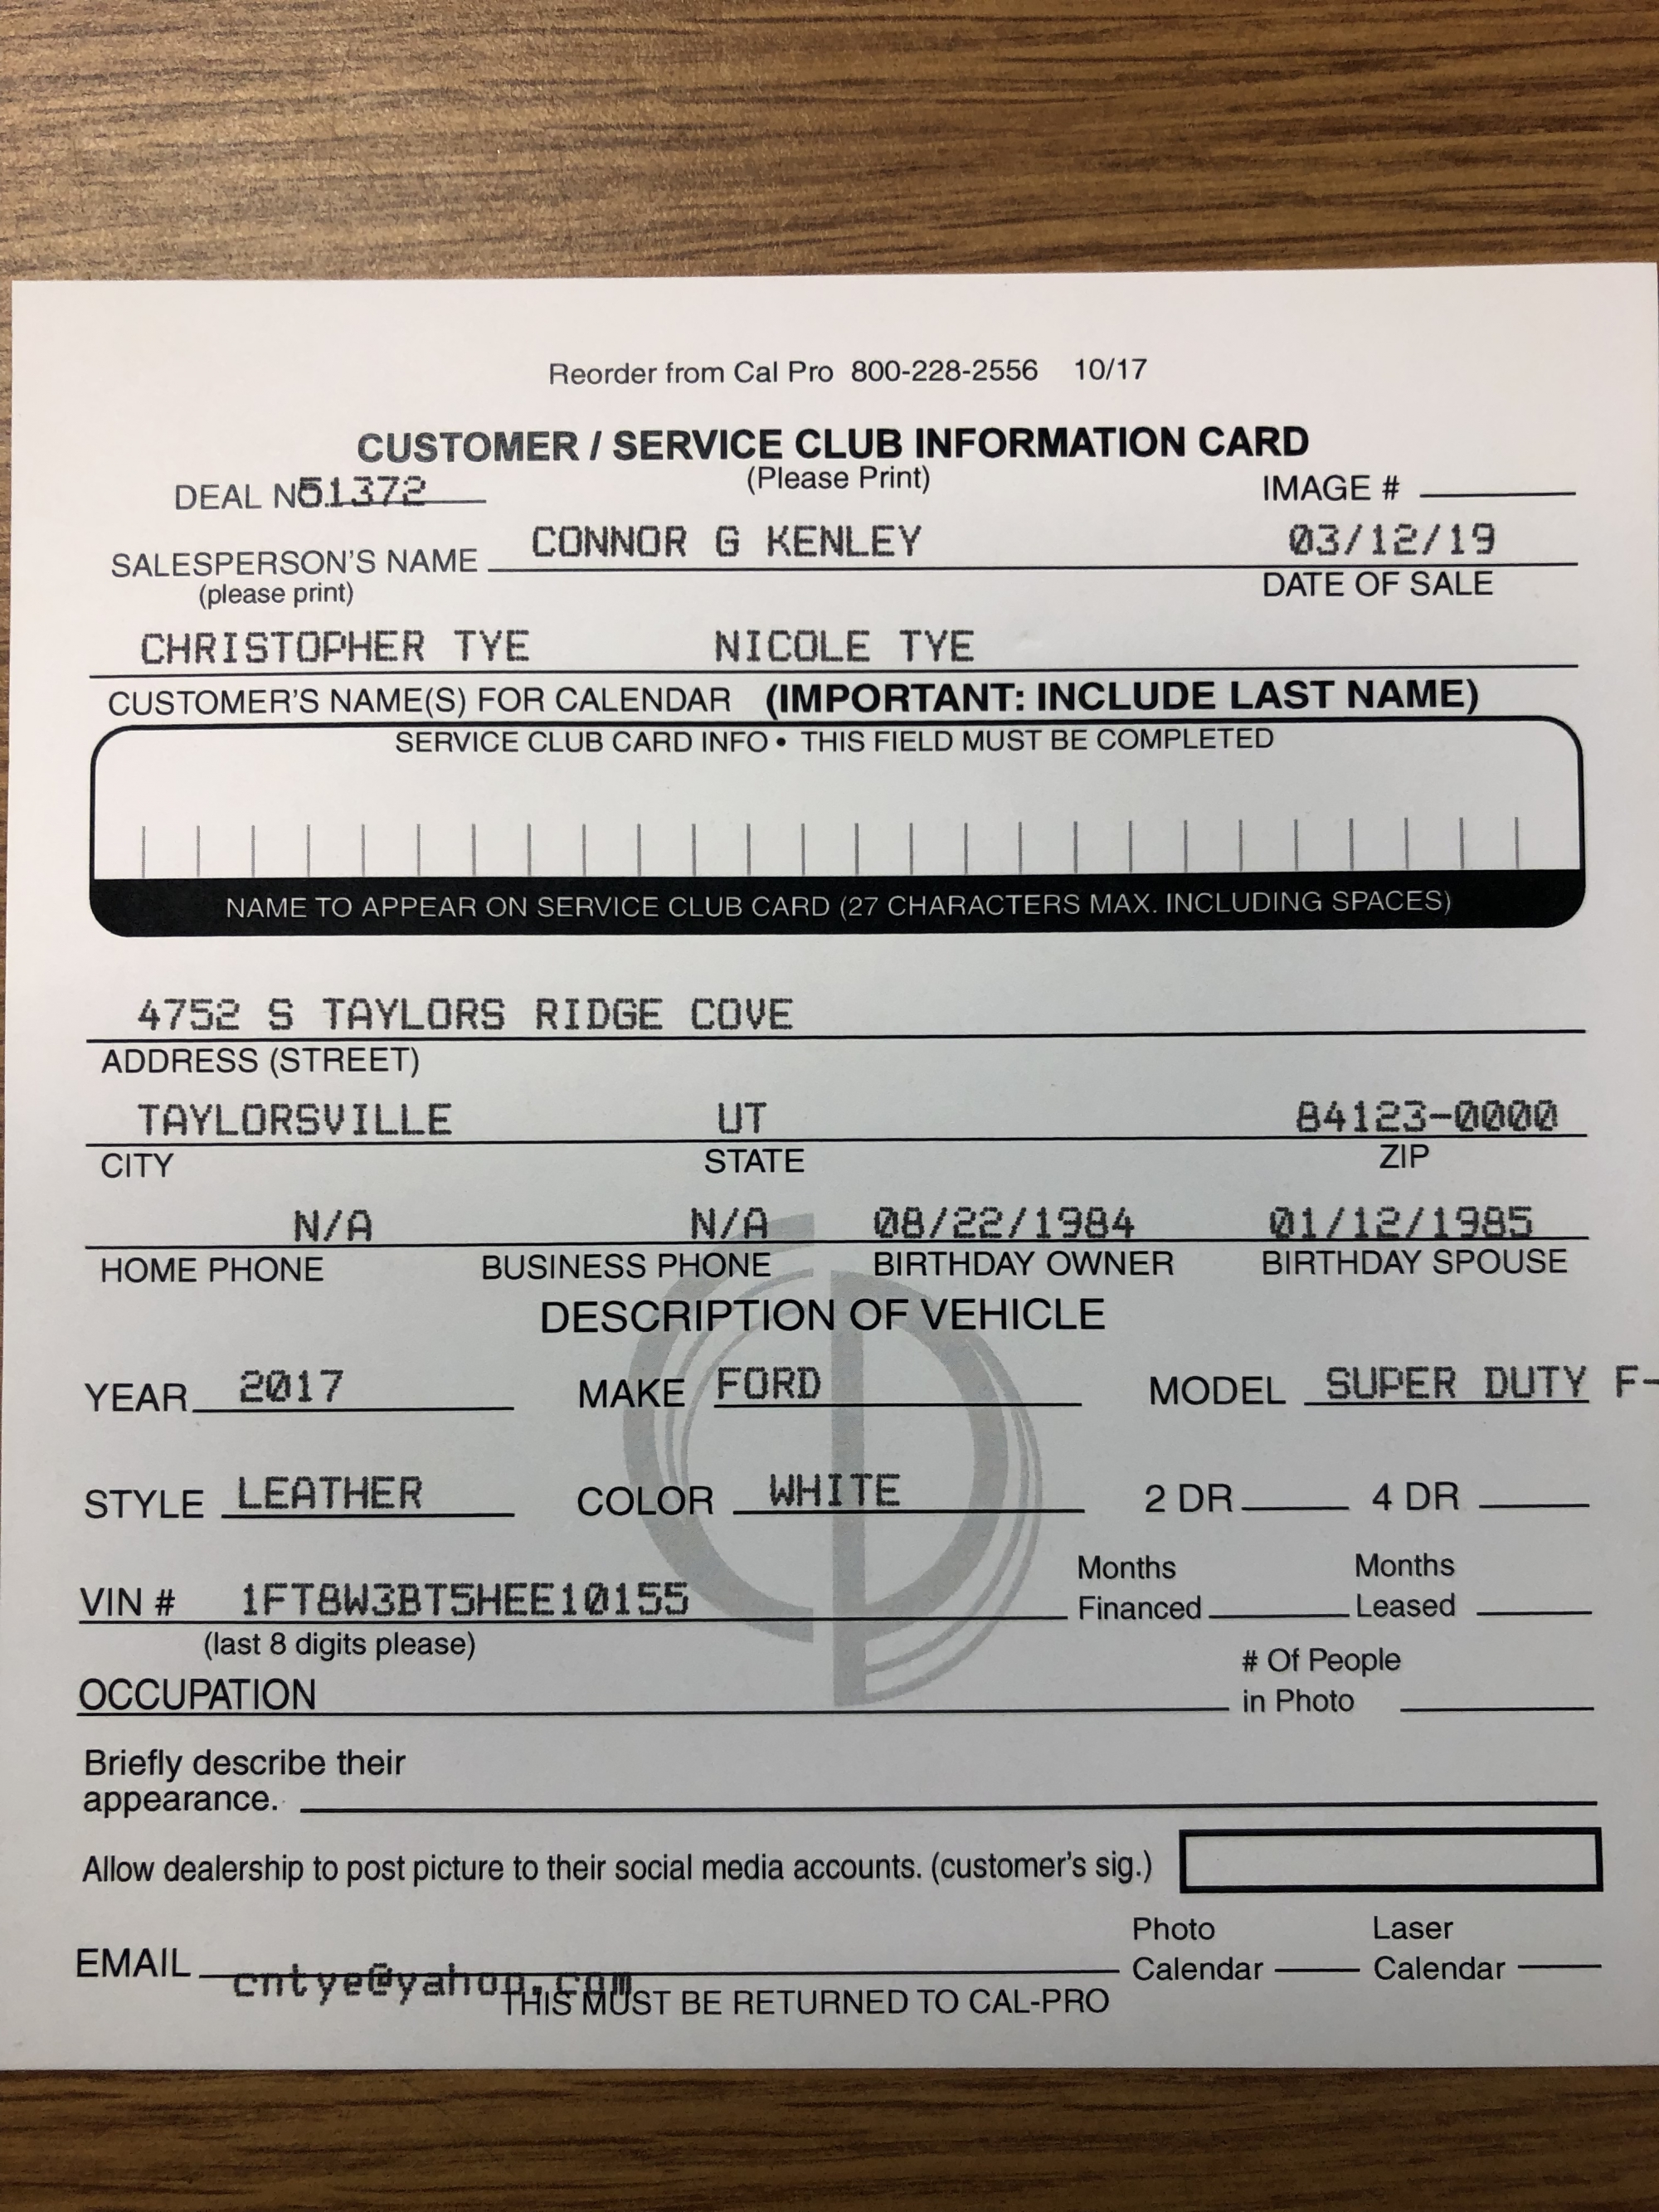 Reorder from Cal Pro 800-228-2556 10/17
CUSTOMER / SERVICE CLUB INFORMATION CARD
(Please Print)
DEAL NO. 51372 IMAGE #
SALESPERSON'S NAME CONNOR G KENLEY 03/12/19
(please print) DATE OF SALE
CHRISTOPHER TYE NICOLE TYE
CUSTOMER'S NAME(S) FOR CALENDAR (IMPORTANT: INCLUDE LAST NAME)
SERVICE CLUB CARD INFO • THIS FIELD MUST BE COMPLETED
NAME TO APPEAR ON SERVICE CLUB CARD (27 CHARACTERS MAX. INCLUDING SPACES)
4752 S TAYLORS RIDGE COVE
ADDRESS (STREET)
TAYLORSVILLE UT 84123-0000
CITY STATE ZIP
N/A N/A 08/22/1984 01/12/1985
HOME PHONE BUSINESS PHONE BIRTHDAY OWNER BIRTHDAY SPOUSE
DESCRIPTION OF VEHICLE
YEAR 2017 MAKE FORD MODEL SUPER DUTY F-
STYLE LEATHER COLOR WHITE 2 DR 4 DR
Months Months
VIN # 1FT8W3BT5HEE10155 Financed Leased
(last 8 digits please)
# Of People
OCCUPATION in Photo
Briefly describe their
appearance.
Allow dealership to post picture to their social media accounts. (customer's sig.)
Photo Laser
EMAIL cntye@yahoo.com Calendar Calendar
THIS MUST BE RETURNED TO CAL-PRO